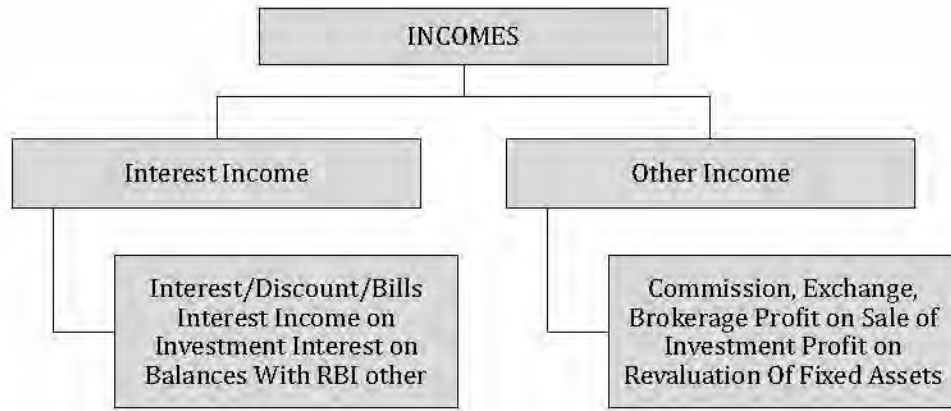 INCOMES
Interest Income
Other Income
Interest/Discount/Bills
Interest Income on
Investment Interest on
Balances With RBI other
Commission, Exchange,
Brokerage Profit on Sale of
Investment Profit on
Revaluation Of Fixed Assets